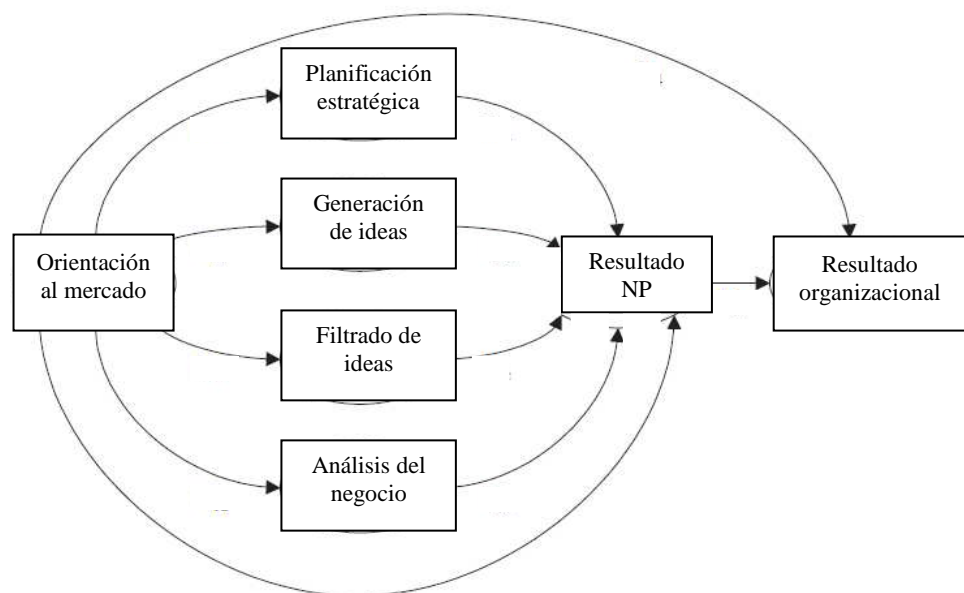 Planificación
estratégica
Generación
de ideas
Orientación
al mercado
Resultado
NP
Resultado
organizacional
Filtrado de
ideas
Análisis del
negocio